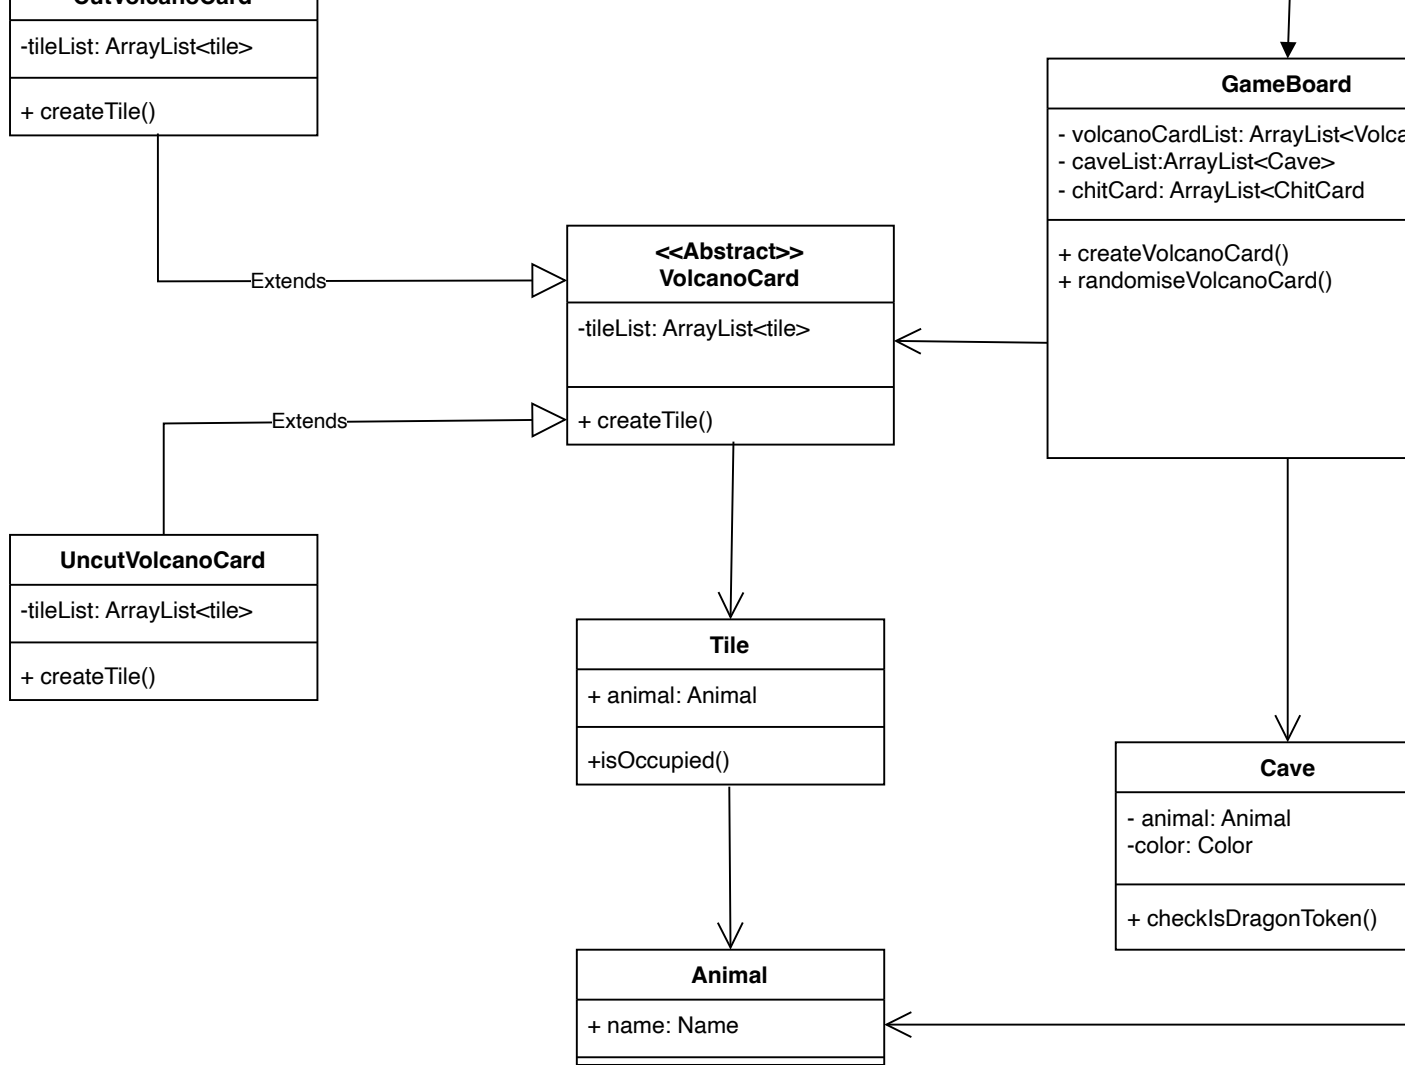 -tileList: ArrayList<tile>
+ createTile()
GameBoard
- volcanoCardList: ArrayList<Volca
- caveList:ArrayList<Cave>
- chitCard: ArrayList<ChitCard
+ createVolcanoCard()
+ randomiseVolcanoCard()
<<Abstract>>
VolcanoCard
-tileList: ArrayList<tile>
+ createTile()
Extends
Extends
UncutVolcanoCard
-tileList: ArrayList<tile>
+ createTile()
Tile
+ animal: Animal
+isOccupied()
Cave
- animal: Animal
-color: Color
+ checkIsDragonToken()
Animal
+ name: Name